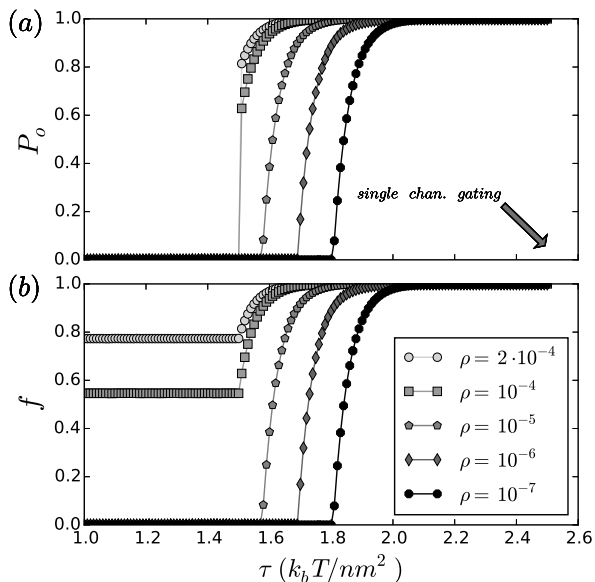 (a)
1.0
0.8
0.6
0.4
0.2
0.0
P_o
single chan. gating
(b)
1.0
0.8
0.6
0.4
0.2
0.0
f
ρ = 2 · 10⁻⁴
ρ = 10⁻⁴
ρ = 10⁻⁵
ρ = 10⁻⁶
ρ = 10⁻⁷
1.0 1.2 1.4 1.6 1.8 2.0 2.2 2.4 2.6
τ (k_bT/nm² )